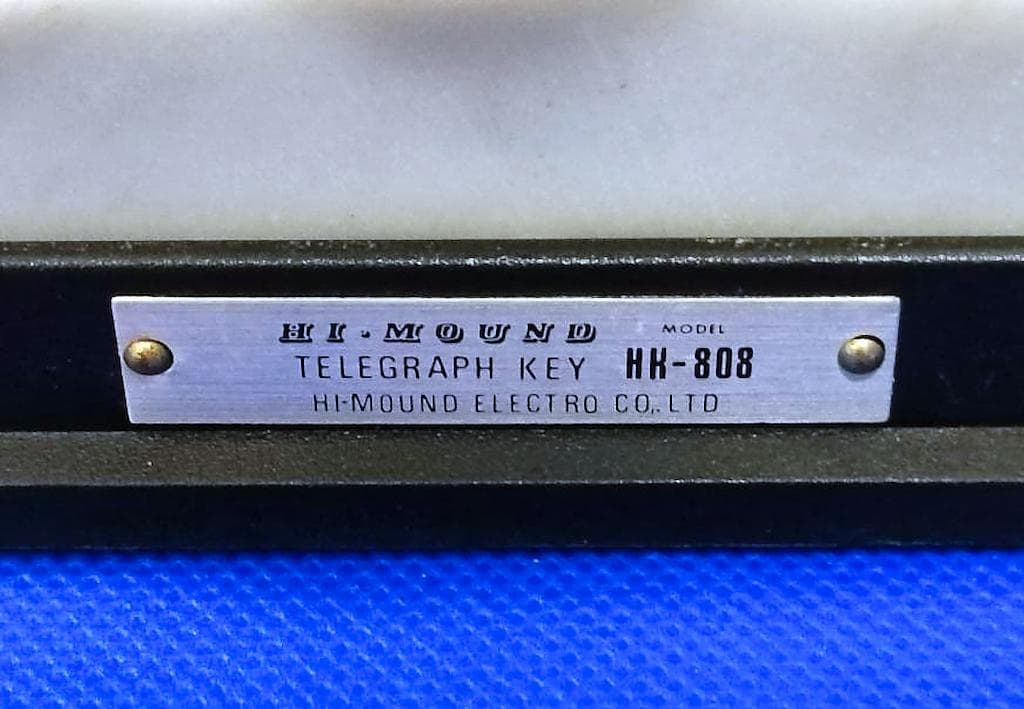 HI-MOUND MODEL
TELEGRAPH KEY HK-808
HI-MOUND ELECTRO CO., LTD